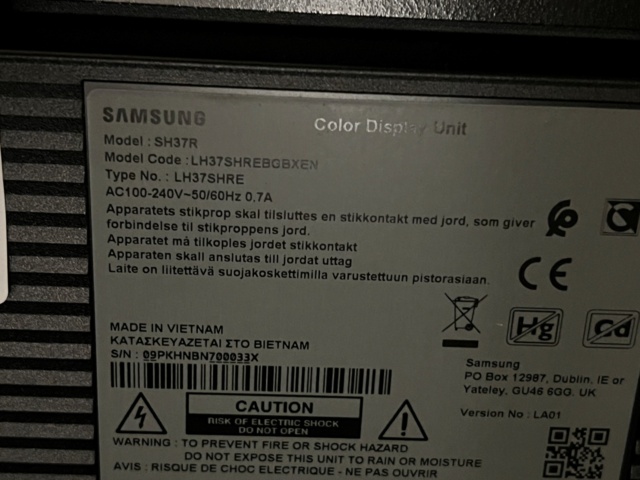 SAMSUNG
Color Display Unit
Model : SH37R
Model Code : LH37SHREBGBXEN
Type No. : LH37SHRE
AC100-240V~50/60Hz 0.7A
Apparatets stikprop skal tilsluttes en stikkontakt med jord, som giver
forbindelse til stikproppens jord.
Apparatet må tilkoples jordet stikkontakt
Apparaten skall anslutas till jordat uttag
Laite on liitettävä suojakoskettimilla varustettuun pistorasiaan.
CE
Hg
Cd
MADE IN VIETNAM
ΚΑΤΑΣΚΕΥΑΖΕΤΑΙ ΣΤΟ ΒΙΕΤΝΑΜ
S/N : 09PKHNBN700033X
Samsung
PO Box 12987, Dublin. IE or
Yateley, GU46 6GG. UK
Version No : LA01
CAUTION
RISK OF ELECTRIC SHOCK
DO NOT OPEN
WARNING : TO PREVENT FIRE OR SHOCK HAZARD
DO NOT EXPOSE THIS UNIT TO RAIN OR MOISTURE
AVIS : RISQUE DE CHOC ELECTRIQUE - NE PAS OUVRIR